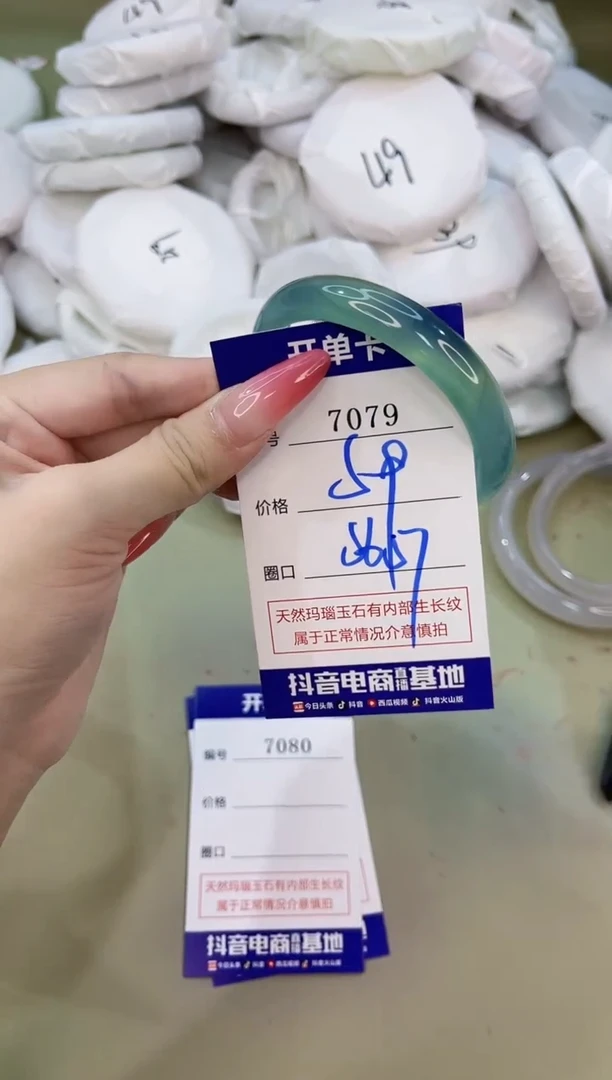 49
开单卡
号 7079
价格 59
圈口
天然玛瑙玉石有内部生长纹
属于正常情况介意慎拍
抖音电商直播基地
今日头条 抖音 西瓜视频 抖音火山版
开
编号 7080
价格
圈口
天然玛瑙玉石有内部生长纹
属于正常情况介意慎拍
抖音电商直播基地
今日头条 抖音 西瓜视频 抖音火山版